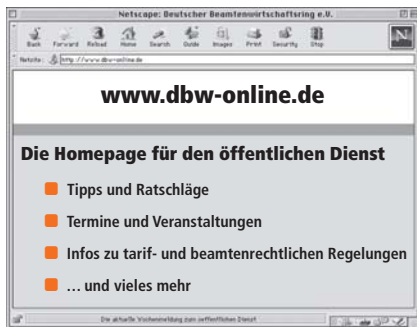 Netscape: Deutscher Beamtenwirtschaftsring e.V.
Back Forward Reload Home Search Guide Images Print Security Stop
N
Netsite: http://www.dbw-online.de
www.dbw-online.de
Die Homepage für den öffentlichen Dienst
Tipps und Ratschläge
Termine und Veranstaltungen
Infos zu tarif- und beamtenrechtlichen Regelungen
… und vieles mehr
Die aktuelle Vochenmeldung zum oeffentlichen Dienst